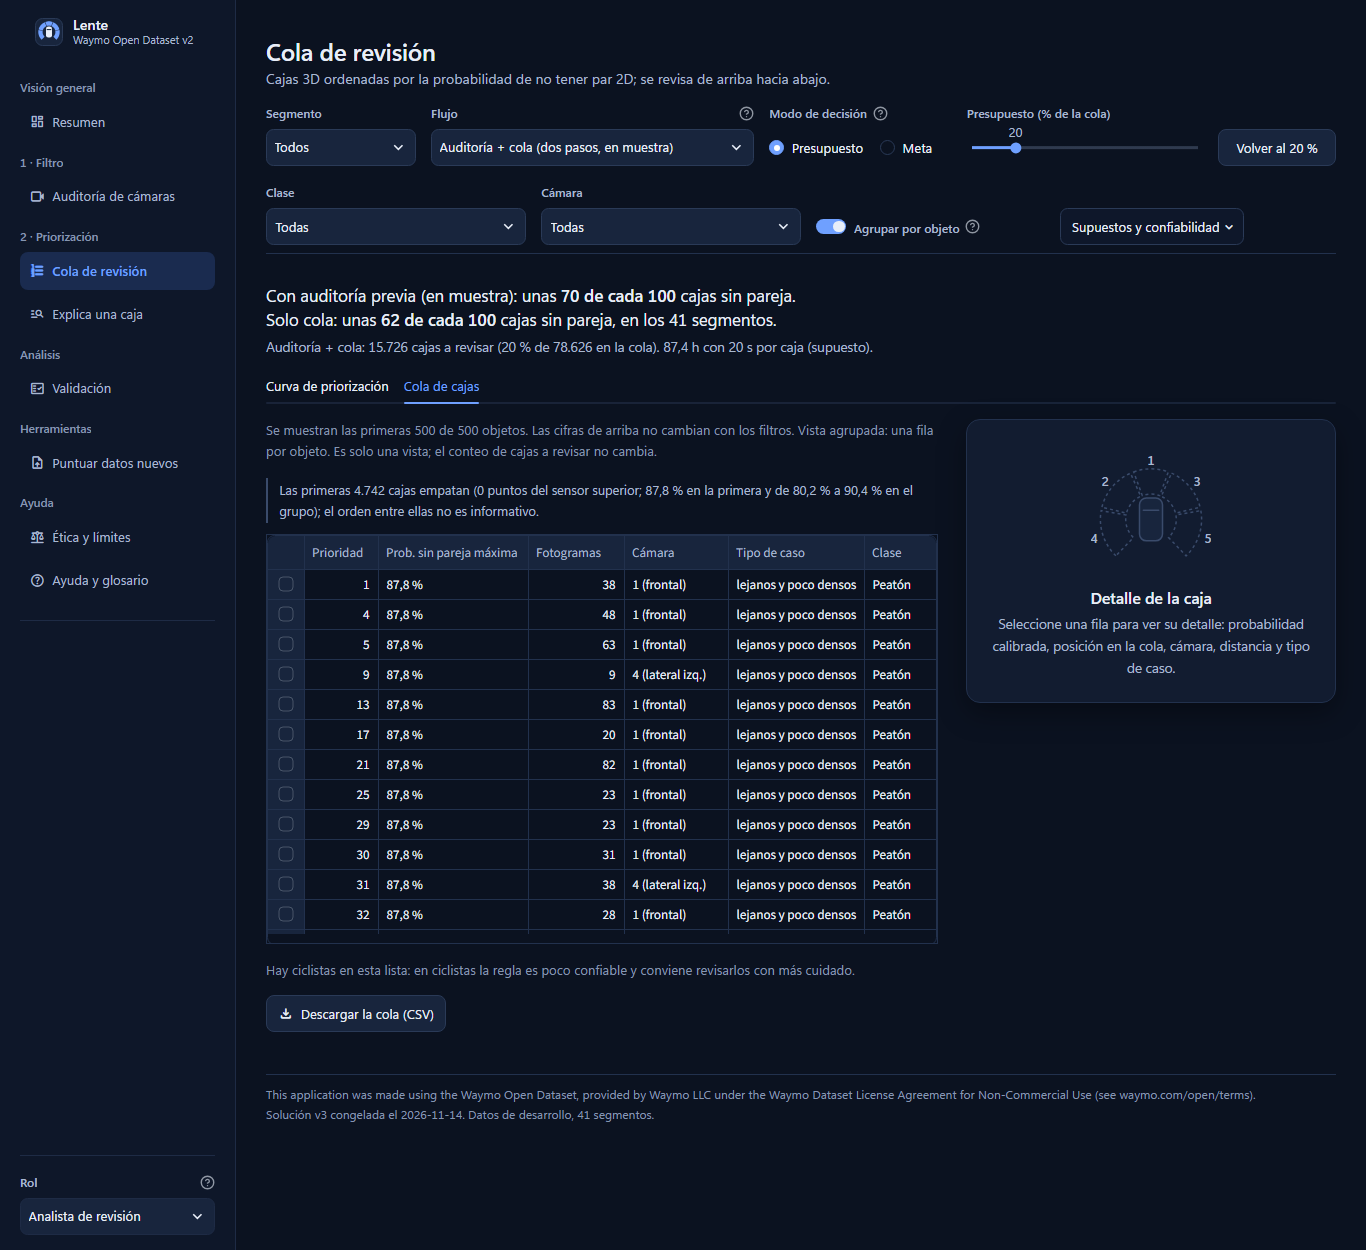 Lente
Waymo Open Dataset v2
Visión general
Resumen
1 · Filtro
Auditoría de cámaras
2 · Priorización
Cola de revisión
Explica una caja
Análisis
Validación
Herramientas
Puntuar datos nuevos
Ayuda
Ética y límites
Ayuda y glosario
Rol
Analista de revisión
Cola de revisión
Cajas 3D ordenadas por la probabilidad de no tener par 2D; se revisa de arriba hacia abajo.
Segmento
Todos
Flujo
Auditoría + cola (dos pasos, en muestra)
Modo de decisión
Presupuesto
Meta
Presupuesto (% de la cola)
20
Volver al 20 %
Clase
Todas
Cámara
Todas
Agrupar por objeto
Supuestos y confiabilidad
Con auditoría previa (en muestra): unas 70 de cada 100 cajas sin pareja.
Solo cola: unas 62 de cada 100 cajas sin pareja, en los 41 segmentos.
Auditoría + cola: 15.726 cajas a revisar (20 % de 78.626 en la cola). 87,4 h con 20 s por caja (supuesto).
Curva de priorización
Cola de cajas
Se muestran las primeras 500 de 500 objetos. Las cifras de arriba no cambian con los filtros. Vista agrupada: una fila
por objeto. Es solo una vista; el conteo de cajas a revisar no cambia.
Las primeras 4.742 cajas empatan (0 puntos del sensor superior; 87,8 % en la primera y de 80,2 % a 90,4 % en el
grupo); el orden entre ellas no es informativo.
Prioridad Prob. sin pareja máxima Fotogramas Cámara Tipo de caso Clase
1 87,8 % 38 1 (frontal) lejanos y poco densos Peatón
4 87,8 % 48 1 (frontal) lejanos y poco densos Peatón
5 87,8 % 63 1 (frontal) lejanos y poco densos Peatón
9 87,8 % 9 4 (lateral izq.) lejanos y poco densos Peatón
13 87,8 % 83 1 (frontal) lejanos y poco densos Peatón
17 87,8 % 20 1 (frontal) lejanos y poco densos Peatón
21 87,8 % 82 1 (frontal) lejanos y poco densos Peatón
25 87,8 % 23 1 (frontal) lejanos y poco densos Peatón
29 87,8 % 23 1 (frontal) lejanos y poco densos Peatón
30 87,8 % 31 1 (frontal) lejanos y poco densos Peatón
31 87,8 % 38 4 (lateral izq.) lejanos y poco densos Peatón
32 87,8 % 28 1 (frontal) lejanos y poco densos Peatón
1
2
3
4
5
Detalle de la caja
Seleccione una fila para ver su detalle: probabilidad
calibrada, posición en la cola, cámara, distancia y tipo
de caso.
Hay ciclistas en esta lista: en ciclistas la regla es poco confiable y conviene revisarlos con más cuidado.
Descargar la cola (CSV)
This application was made using the Waymo Open Dataset, provided by Waymo LLC under the Waymo Dataset License Agreement for Non-Commercial Use (see waymo.com/open/terms).
Solución v3 congelada el 2026-11-14. Datos de desarrollo, 41 segmentos.